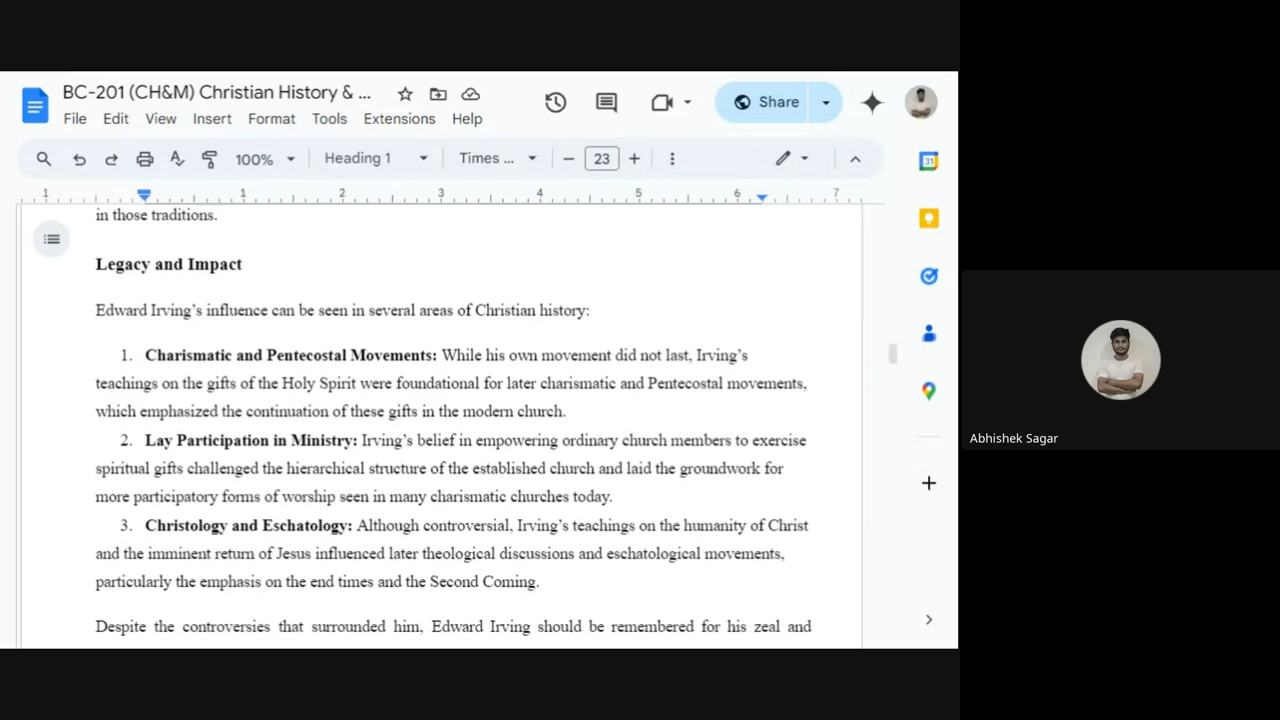 BC-201 (CH&M) Christian History & ...
File Edit View Insert Format Tools Extensions Help
Share
100% Heading 1 Times ... 23
31
1 1 2 3 4 5 6 7
in those traditions.
Legacy and Impact
Edward Irving's influence can be seen in several areas of Christian history:
1. Charismatic and Pentecostal Movements: While his own movement did not last, Irving's
teachings on the gifts of the Holy Spirit were foundational for later charismatic and Pentecostal movements,
which emphasized the continuation of these gifts in the modern church.
2. Lay Participation in Ministry: Irving's belief in empowering ordinary church members to exercise
spiritual gifts challenged the hierarchical structure of the established church and laid the groundwork for
more participatory forms of worship seen in many charismatic churches today.
3. Christology and Eschatology: Although controversial, Irving's teachings on the humanity of Christ
and the imminent return of Jesus influenced later theological discussions and eschatological movements,
particularly the emphasis on the end times and the Second Coming.
Despite the controversies that surrounded him, Edward Irving should be remembered for his zeal and
Abhishek Sagar